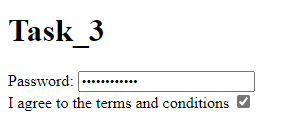 Task_3
Password: ••••••••••••
I agree to the terms and conditions